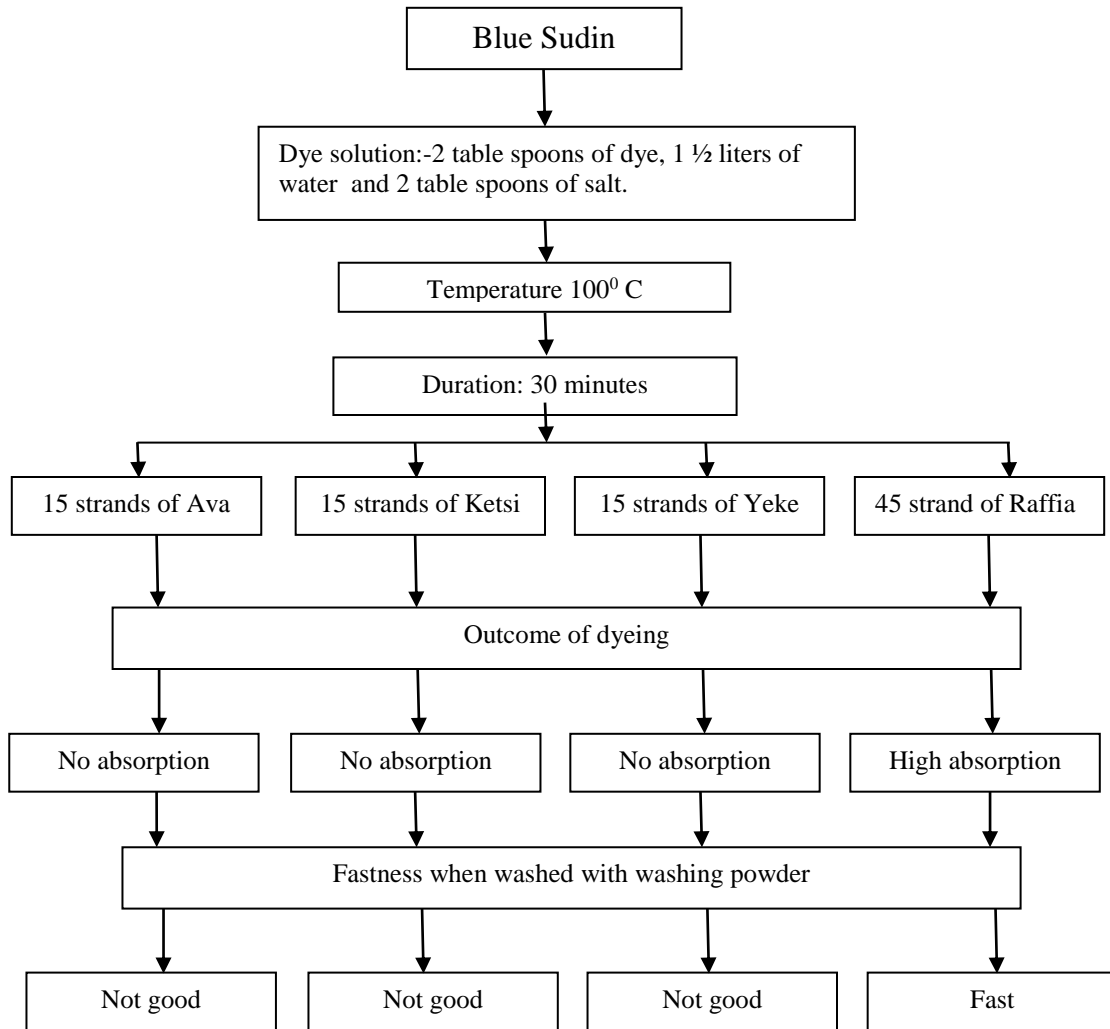 Blue Sudin
Dye solution:-2 table spoons of dye, 1 ½ liters of
water and 2 table spoons of salt.
Temperature 100⁰ C
Duration: 30 minutes
15 strands of Ava
15 strands of Ketsi
15 strands of Yeke
45 strand of Raffia
Outcome of dyeing
No absorption
No absorption
No absorption
High absorption
Fastness when washed with washing powder
Not good
Not good
Not good
Fast